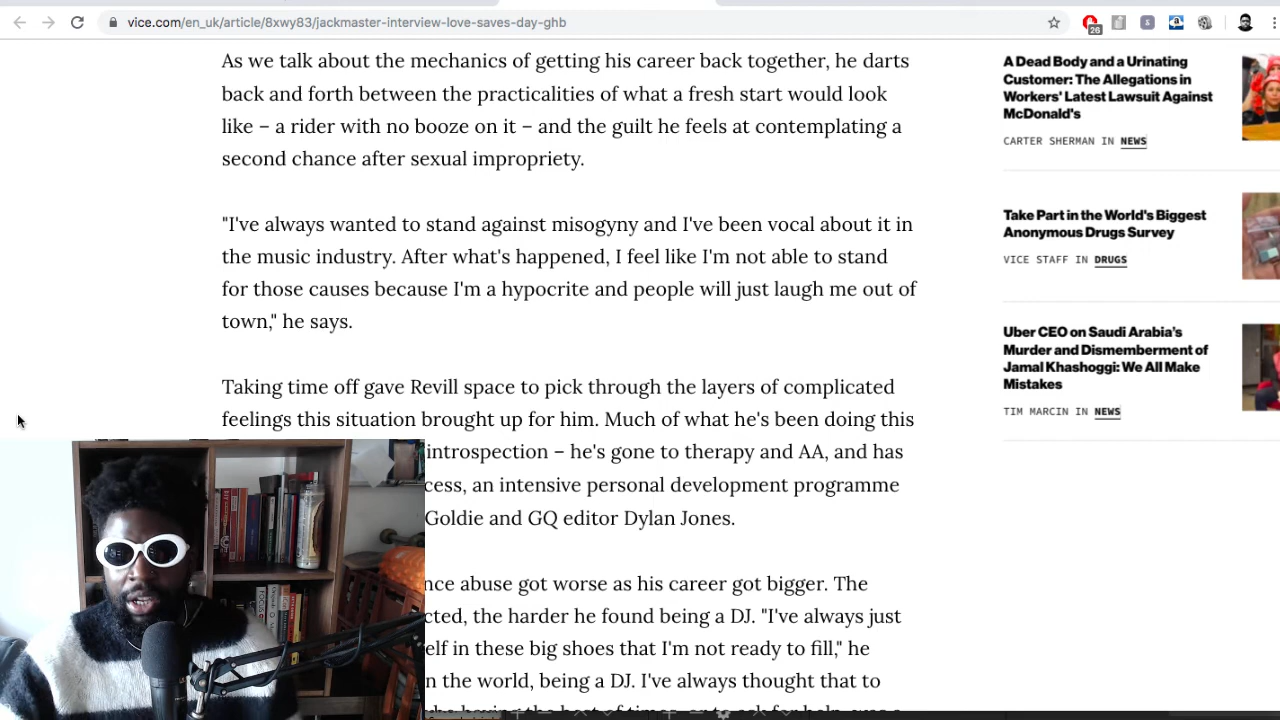 vice.com/en_uk/article/8xwy83/jackmaster-interview-love-saves-day-ghb
26
As we talk about the mechanics of getting his career back together, he darts
back and forth between the practicalities of what a fresh start would look
like – a rider with no booze on it – and the guilt he feels at contemplating a
second chance after sexual impropriety.
"I've always wanted to stand against misogyny and I've been vocal about it in
the music industry. After what's happened, I feel like I'm not able to stand
for those causes because I'm a hypocrite and people will just laugh me out of
town," he says.
Taking time off gave Revill space to pick through the layers of complicated
feelings this situation brought up for him. Much of what he's been doing this
introspection – he's gone to therapy and AA, and has
cess, an intensive personal development programme
Goldie and GQ editor Dylan Jones.
nce abuse got worse as his career got bigger. The
cted, the harder he found being a DJ. "I've always just
elf in these big shoes that I'm not ready to fill," he
n the world, being a DJ. I've always thought that to
A Dead Body and a Urinating
Customer: The Allegations in
Workers' Latest Lawsuit Against
McDonald's
CARTER SHERMAN IN NEWS
Take Part in the World's Biggest
Anonymous Drugs Survey
VICE STAFF IN DRUGS
Uber CEO on Saudi Arabia's
Murder and Dismemberment of
Jamal Khashoggi: We All Make
Mistakes
TIM MARCIN IN NEWS